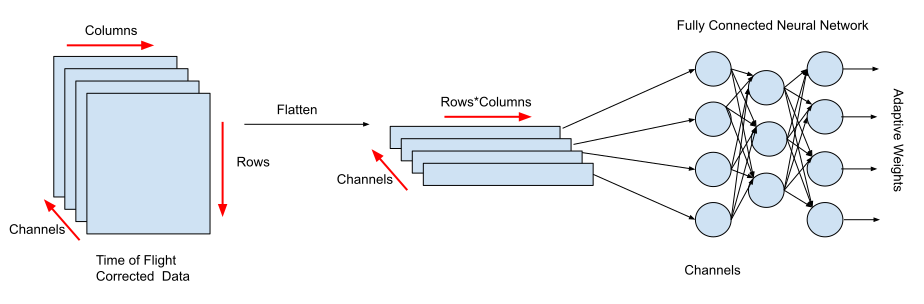 Fully Connected Neural Network
Columns
Rows*Columns
Flatten
Rows
Channels
Channels
Adaptive Weights
Time of Flight
Corrected Data
Channels